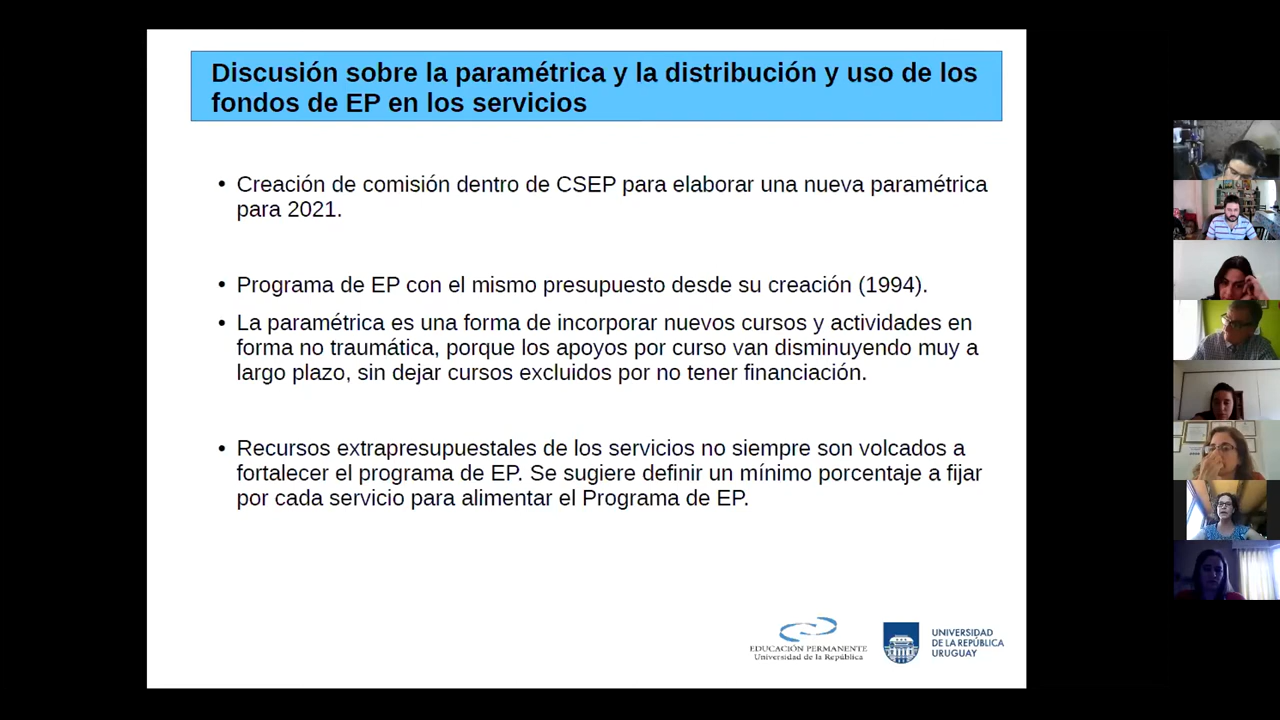 Discusión sobre la paramétrica y la distribución y uso de los
fondos de EP en los servicios
• Creación de comisión dentro de CSEP para elaborar una nueva paramétrica
para 2021.
• Programa de EP con el mismo presupuesto desde su creación (1994).
• La paramétrica es una forma de incorporar nuevos cursos y actividades en
forma no traumática, porque los apoyos por curso van disminuyendo muy a
largo plazo, sin dejar cursos excluidos por no tener financiación.
• Recursos extrapresupuestales de los servicios no siempre son volcados a
fortalecer el programa de EP. Se sugiere definir un mínimo porcentaje a fijar
por cada servicio para alimentar el Programa de EP.
EDUCACIÓN PERMANENTE
Universidad de la República
UNIVERSIDAD
DE LA REPÚBLICA
URUGUAY